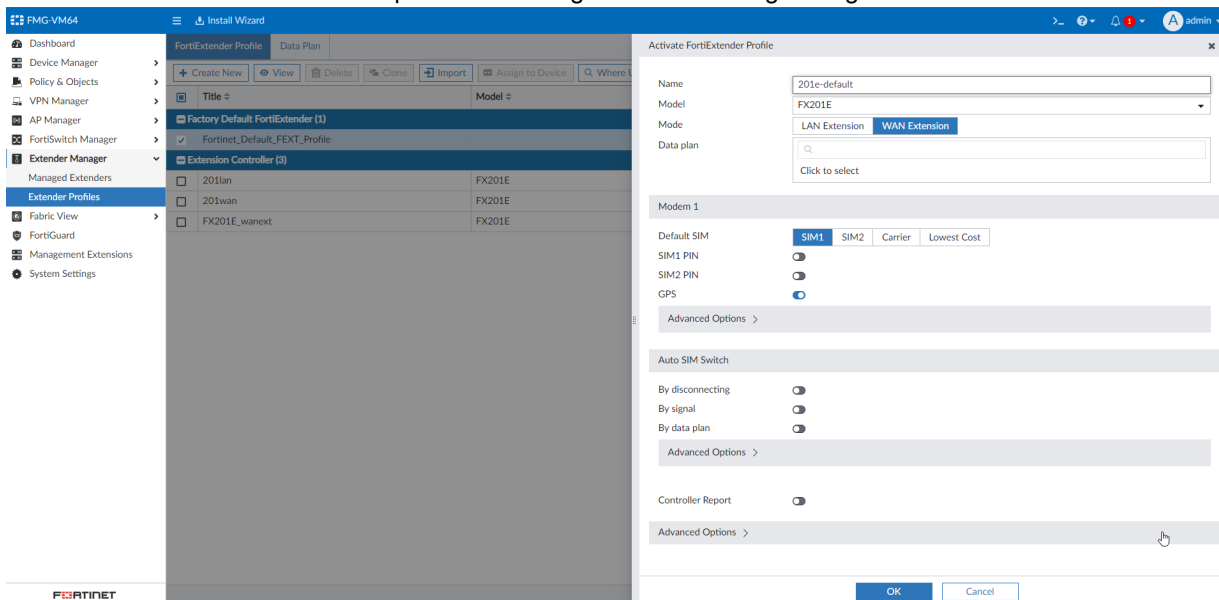 FMG-VM64
Install Wizard
>_
?
1
A admin
Dashboard
Device Manager
Policy & Objects
VPN Manager
AP Manager
FortiSwitch Manager
Extender Manager
Managed Extenders
Extender Profiles
Fabric View
FortiGuard
Management Extensions
System Settings
FORTINET
FortiExtender Profile
Data Plan
+ Create New
View
Delete
Clone
Import
Assign to Device
Title
Model
Factory Default FortiExtender (1)
Fortinet_Default_FEXT_Profile
Extension Controller (3)
201lan FX201E
201wan FX201E
FX201E_wanext FX201E
Activate FortiExtender Profile
Name 201e-default
Model FX201E
Mode LAN Extension WAN Extension
Data plan
Click to select
Modem 1
Default SIM SIM1 SIM2 Carrier Lowest Cost
SIM1 PIN
SIM2 PIN
GPS
Advanced Options >
Auto SIM Switch
By disconnecting
By signal
By data plan
Advanced Options >
Controller Report
Advanced Options >
OK Cancel